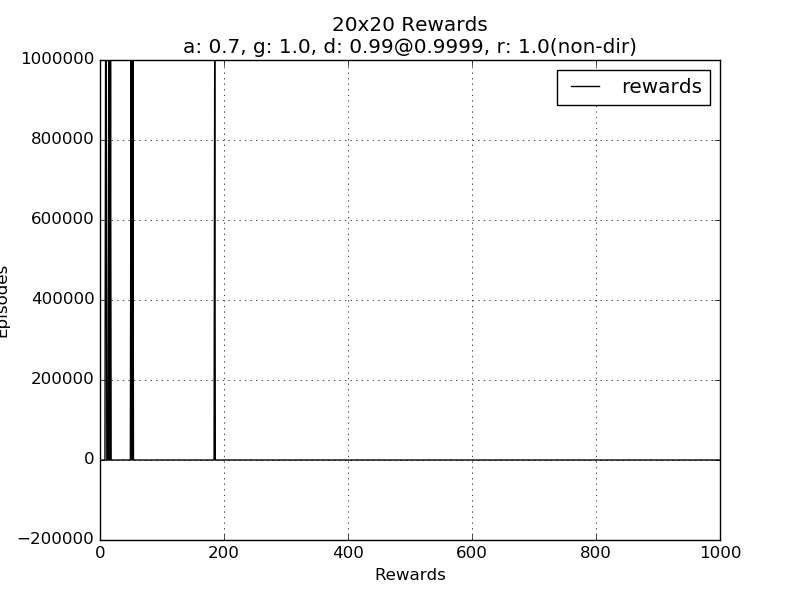 20x20 Rewards
a: 0.7, g: 1.0, d: 0.99@0.9999, r: 1.0(non-dir)
1000000
rewards
800000
600000
400000
Episodes
200000
0
−200000
0 200 400 600 800 1000
Rewards